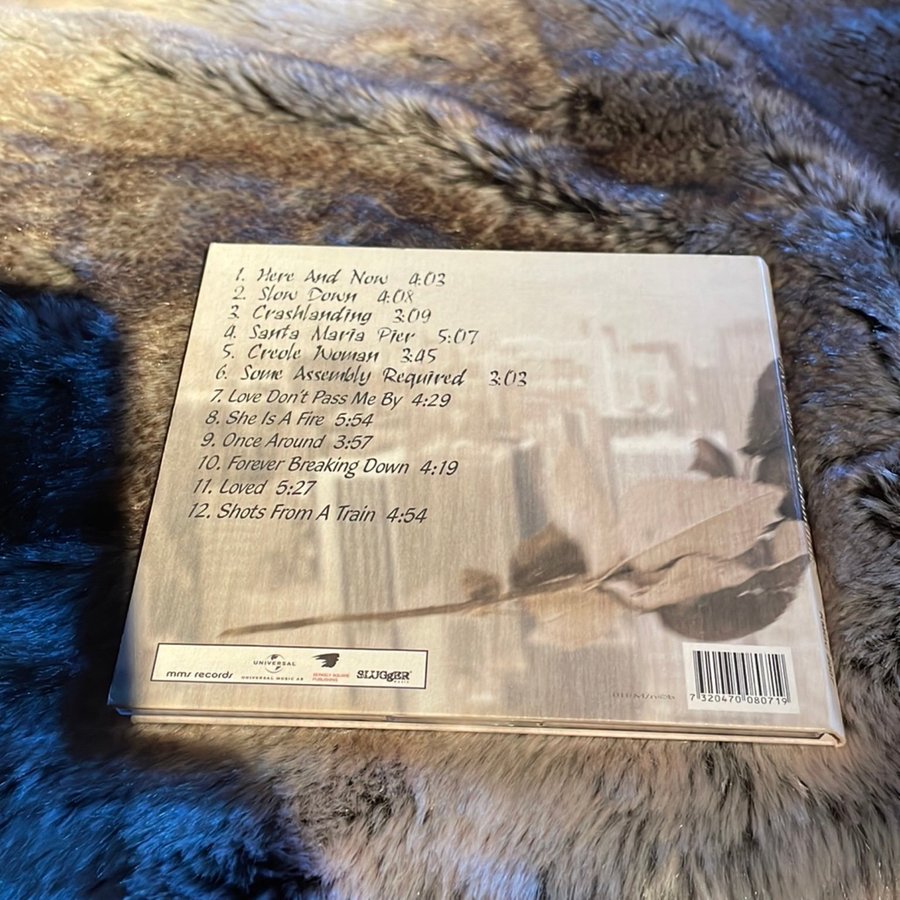 1. Here And Now 4:03
2. Slow Down 4:08
3. Crashlanding 3:09
4. Santa Maria Pier 5:07
5. Creole Woman 3:45
6. Some Assembly Required 3:03
7. Love Don't Pass Me By 4:29
8. She Is A Fire 5:54
9. Once Around 3:57
10. Forever Breaking Down 4:19
11. Loved 5:27
12. Shots From A Train 4:54
mms records
UNIVERSAL
UNIVERSAL MUSIC AB
PUBLISHING
SLUGGER
MUSIC
7 320470 080719